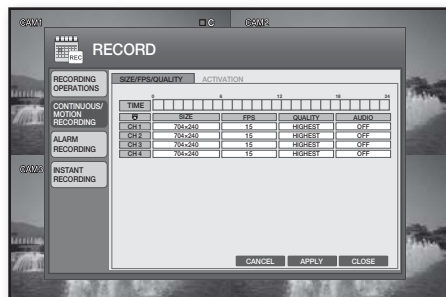 CAM1 C CAM2
REC RECORD
RECORDING OPERATIONS
SIZE/FPS/QUALITY ACTIVATION
0 6 12 18 24
CONTINUOUS/ MOTION RECORDING
TIME
SIZE FPS QUALITY AUDIO
CH 1 704×240 15 HIGHEST OFF
CH 2 704×240 15 HIGHEST OFF
CH 3 704×240 15 HIGHEST OFF
CH 4 704×240 15 HIGHEST OFF
ALARM RECORDING
CAM3
INSTANT RECORDING
CANCEL APPLY CLOSE